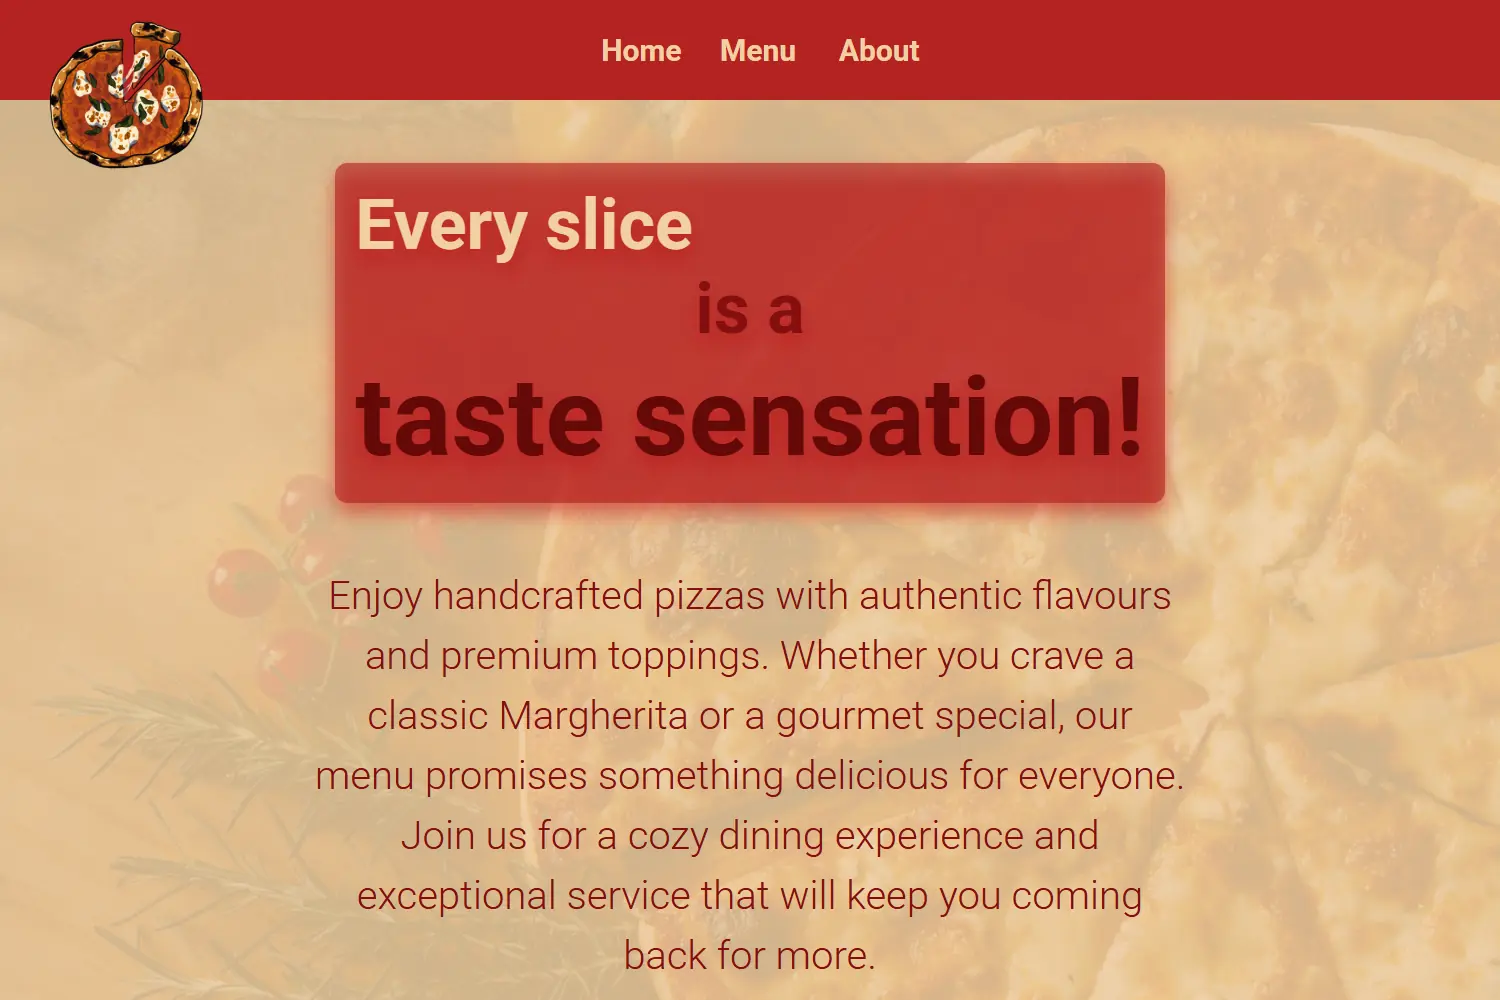 Home Menu About
Every slice
is a
taste sensation!
Enjoy handcrafted pizzas with authentic flavours
and premium toppings. Whether you crave a
classic Margherita or a gourmet special, our
menu promises something delicious for everyone.
Join us for a cozy dining experience and
exceptional service that will keep you coming
back for more.